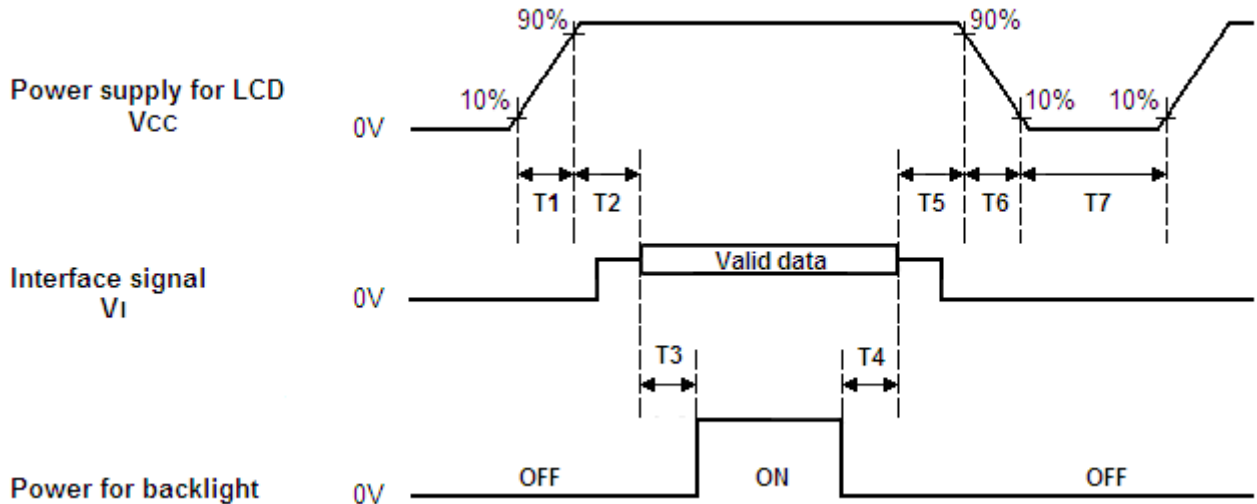 90% 90%
Power supply for LCD
10% 10% 10%
VCC
0V
T1 T2 T5 T6 T7
Valid data
Interface signal
0V
VI
T3 T4
OFF ON OFF
Power for backlight
0V